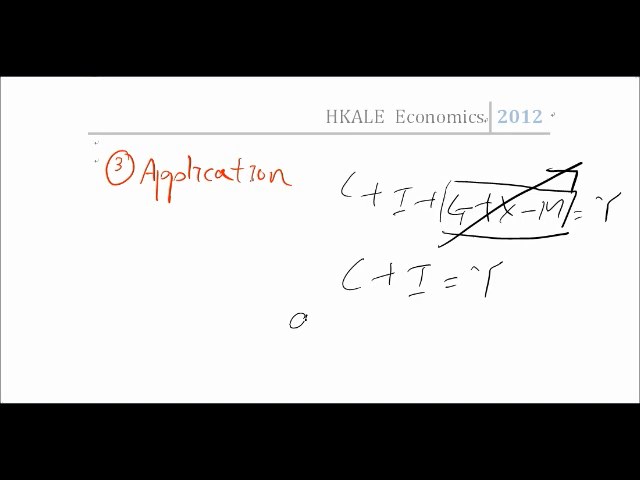 HKALE Economics 2012
③ Application
C + I + G + X - M = Y
C + I = Y